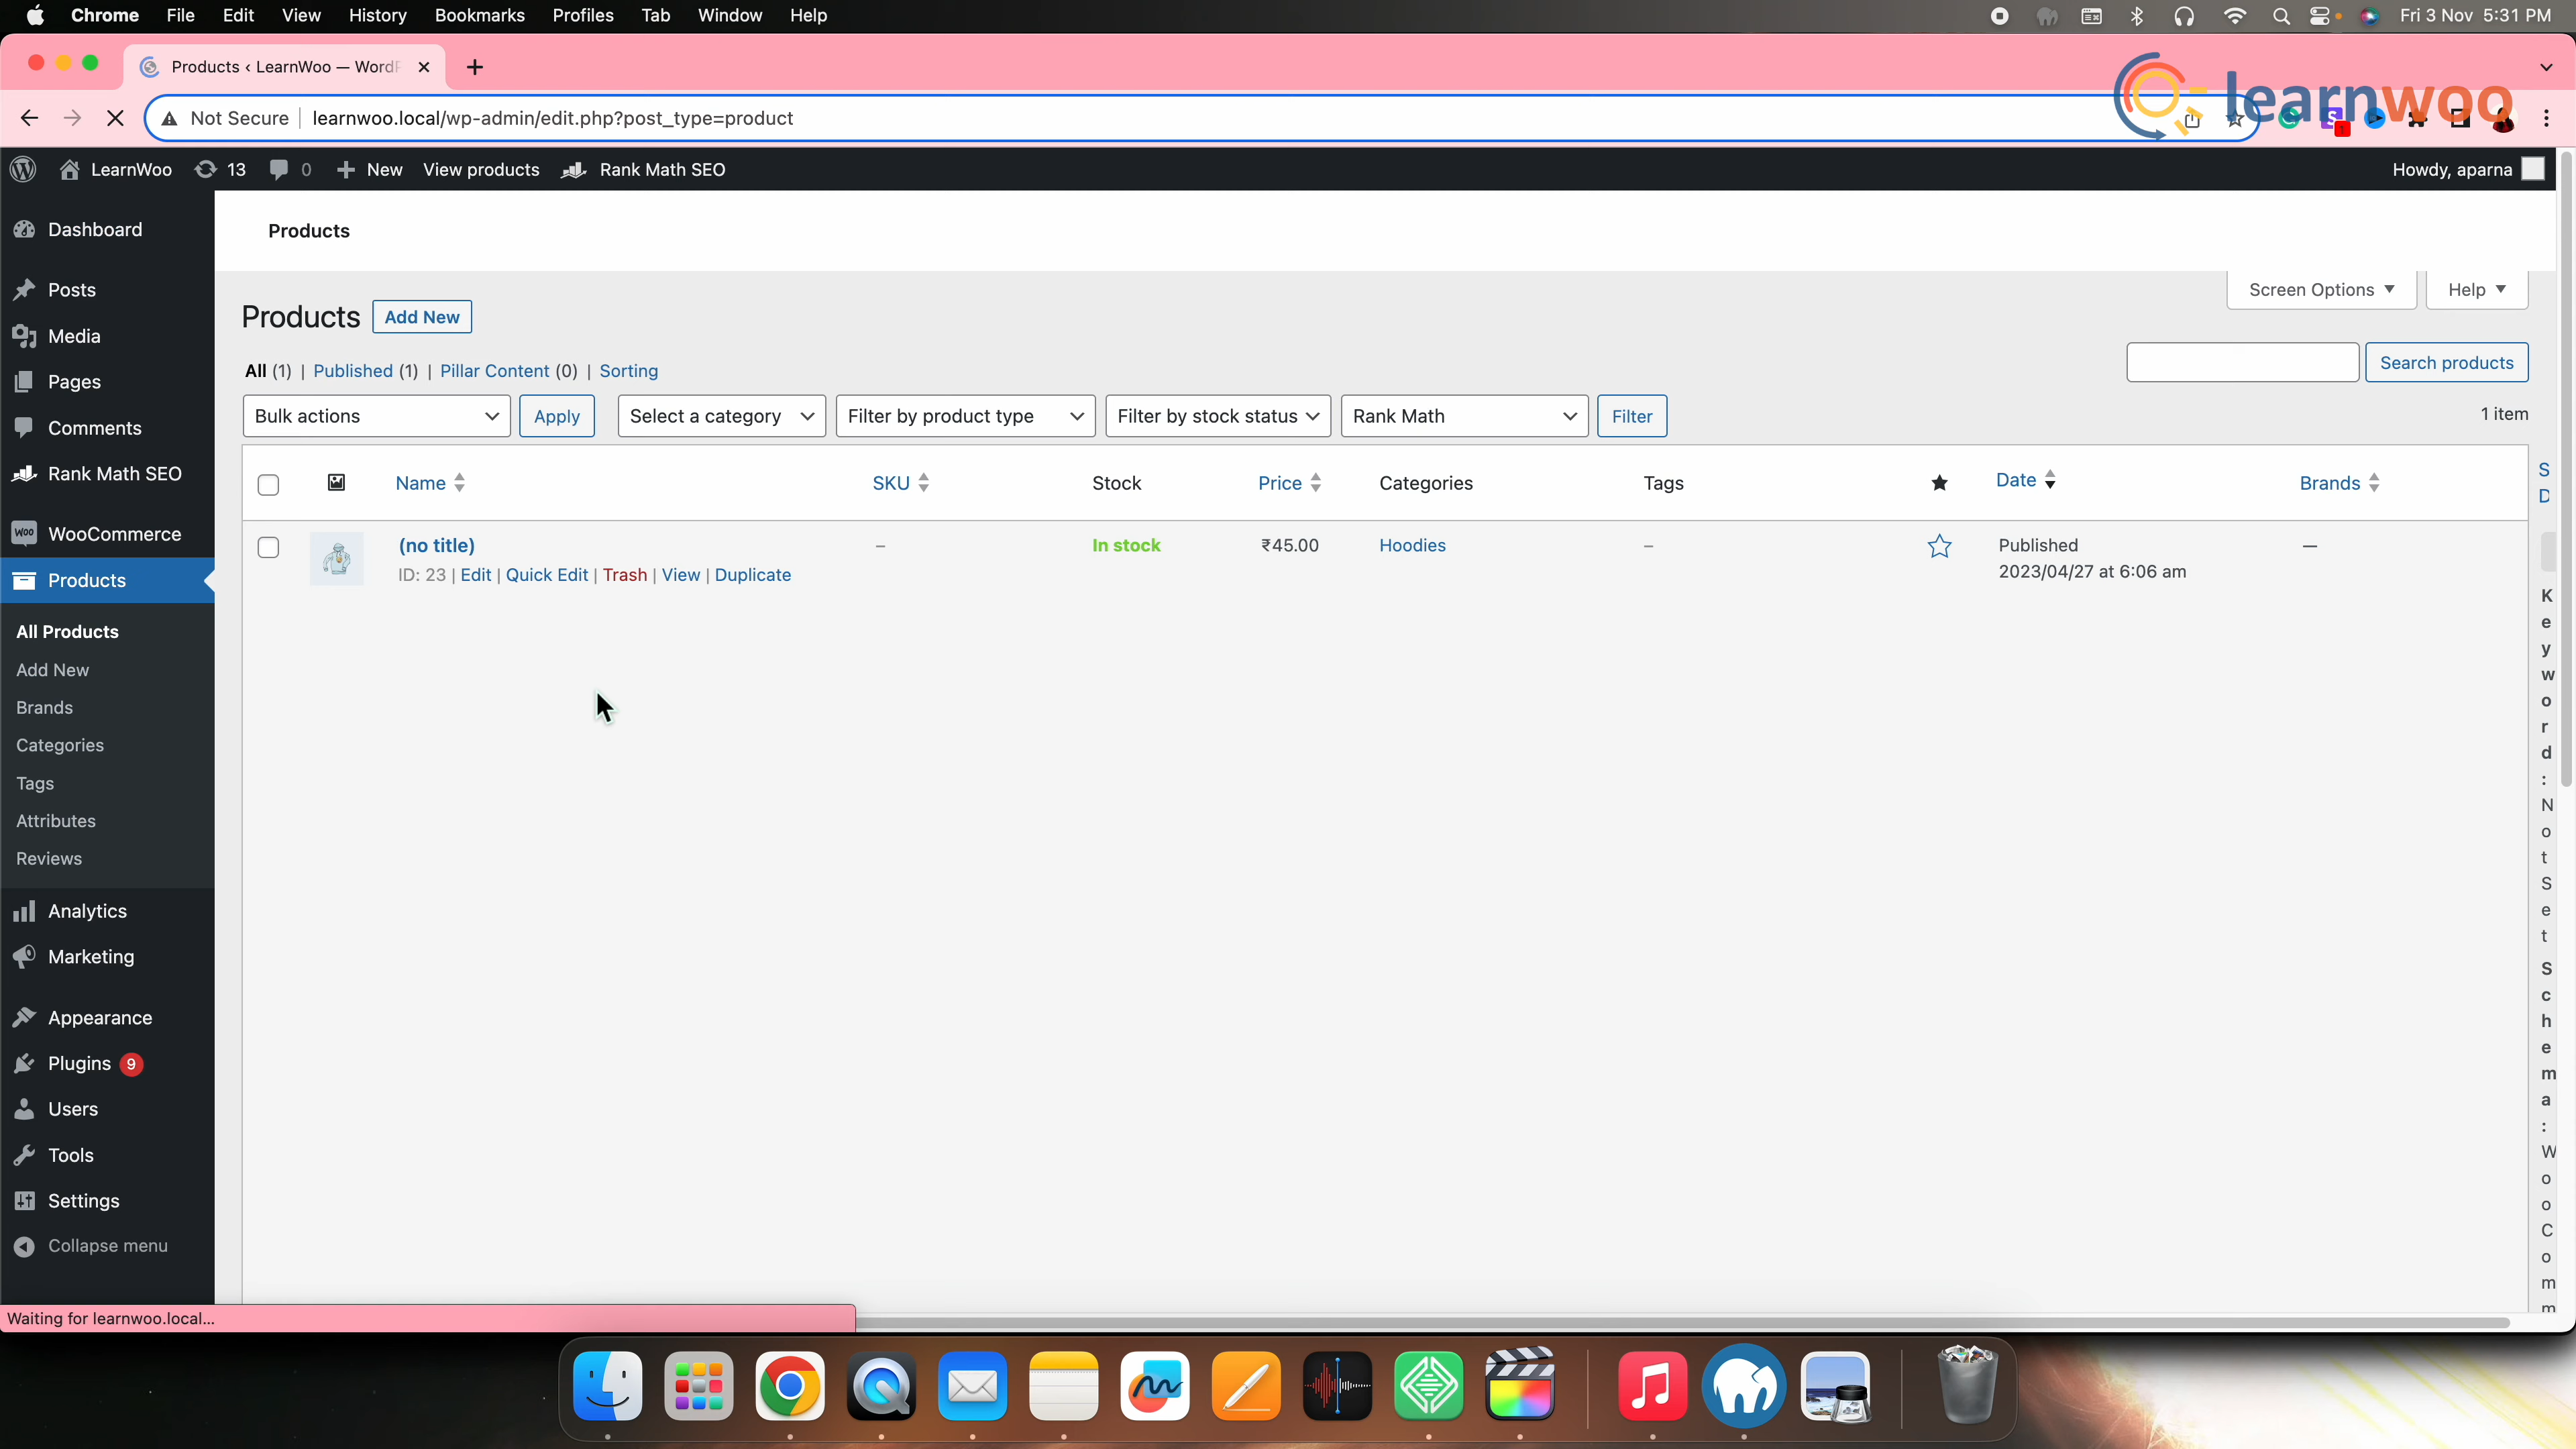 Chrome File Edit View History Bookmarks Profiles Tab Window Help Fri 3 Nov 5:31 PM
Products ‹ LearnWoo — WordP
Not Secure learnwoo.local/wp-admin/edit.php?post_type=product
learnwoo
LearnWoo 13 0 New View products Rank Math SEO Howdy, aparna
Dashboard
Posts
Media
Pages
Comments
Rank Math SEO
WooCommerce
Products
All Products
Add New
Brands
Categories
Tags
Attributes
Reviews
Analytics
Marketing
Appearance
Plugins 9
Users
Tools
Settings
Collapse menu
Products
Screen Options Help
Products Add New
All (1) | Published (1) | Pillar Content (0) | Sorting
Search products
Bulk actions Apply Select a category Filter by product type Filter by stock status Rank Math Filter 1 item
Name SKU Stock Price Categories Tags Date Brands
S
D
(no title) – In stock ₹45.00 Hoodies – Published —
ID: 23 | Edit | Quick Edit | Trash | View | Duplicate 2023/04/27 at 6:06 am
K
e
y
w
o
r
d
:
N
o
t
S
e
t
S
c
h
e
m
a
:
W
o
o
C
o
m
m
Waiting for learnwoo.local...